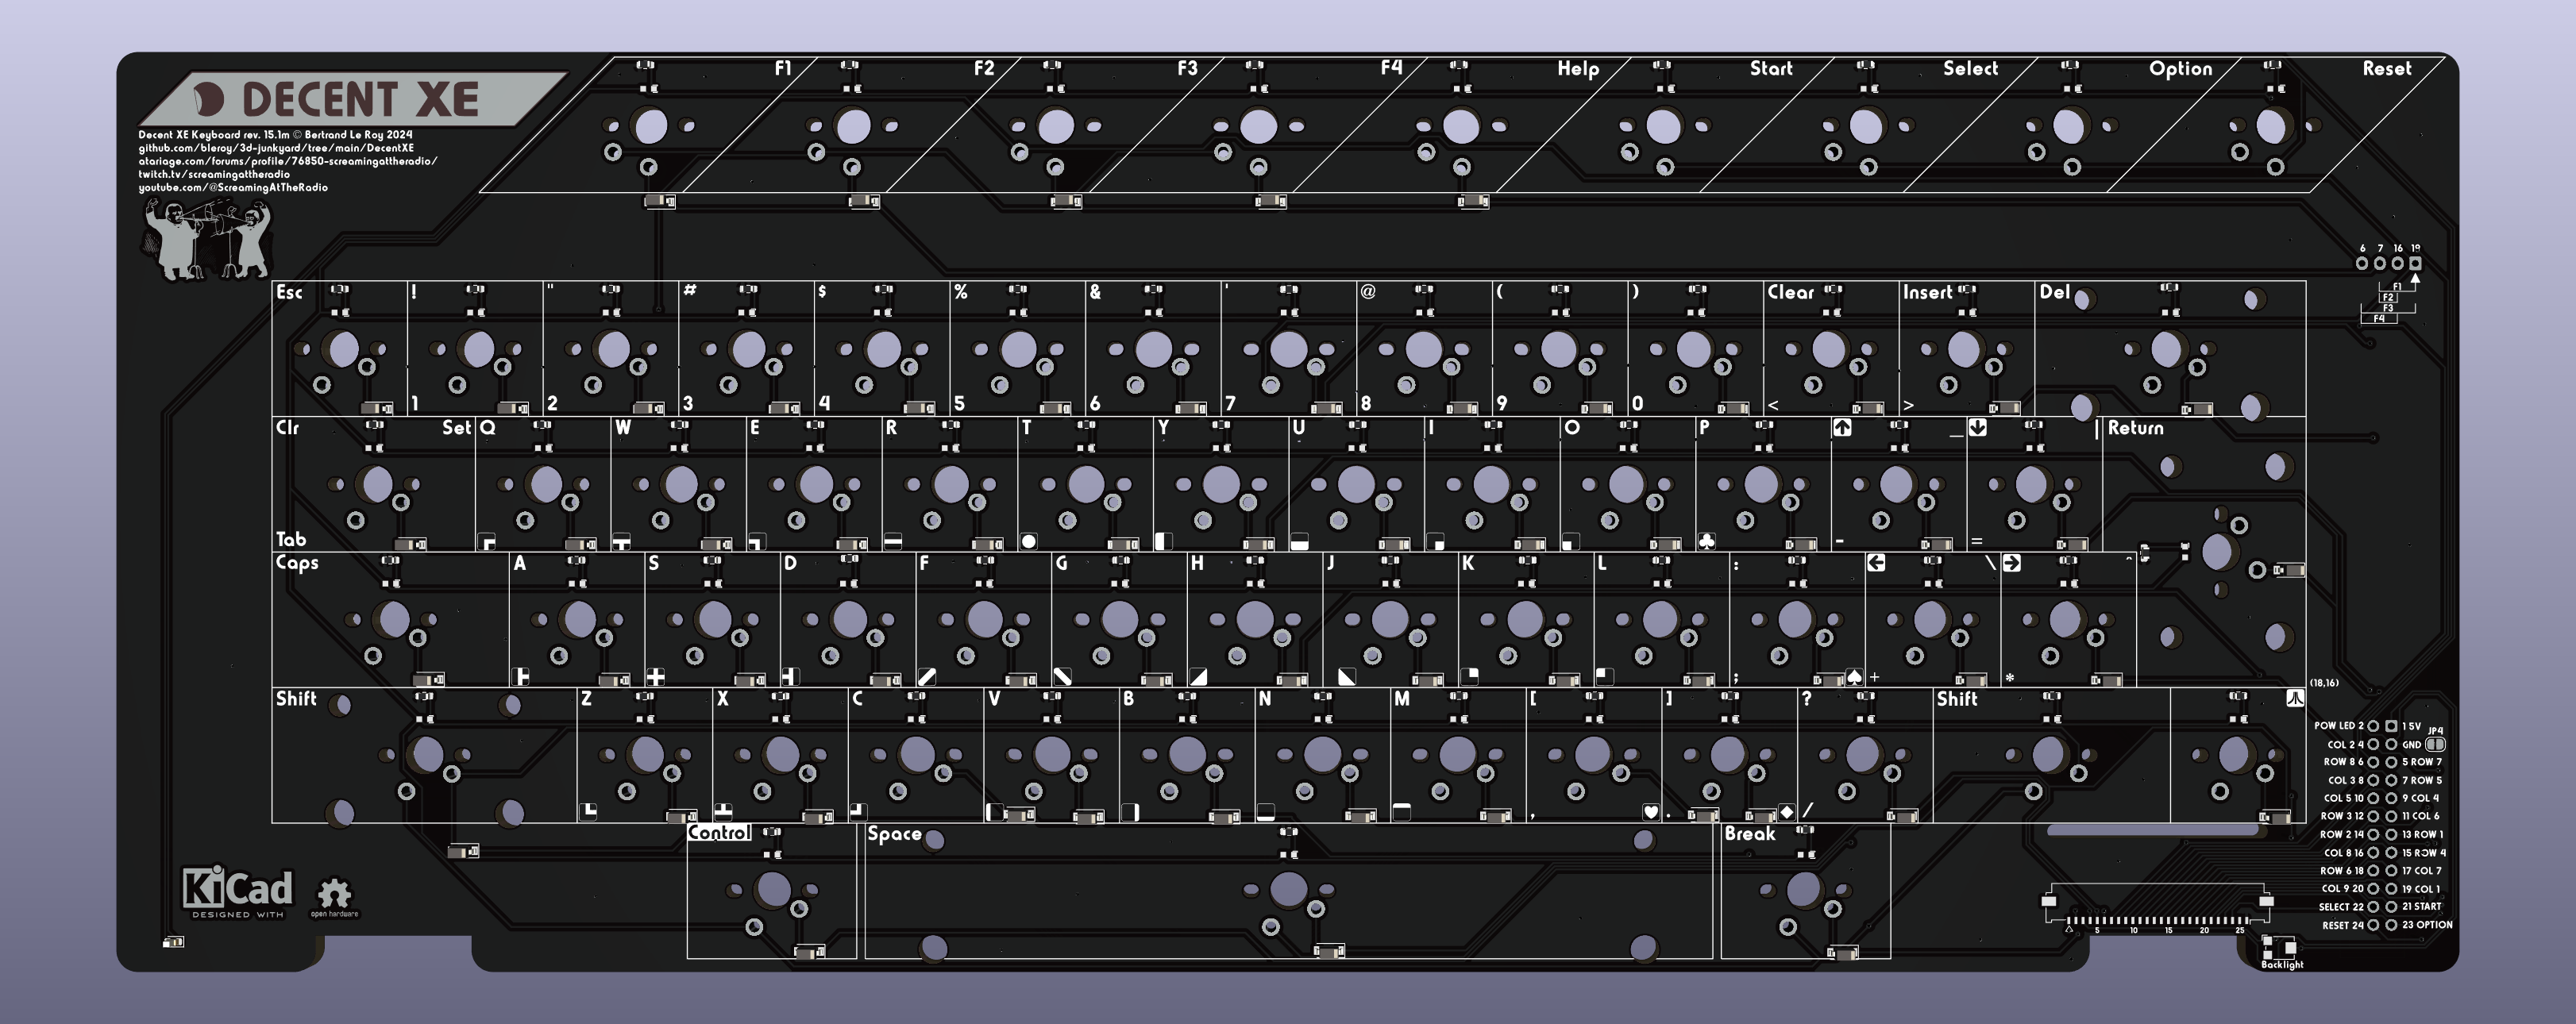 F1 F2 F3 F4 Help Start Select Option Reset
DECENT XE
Decent XE Keyboard rev. 15.1m © Bertrand Le Roy 2024
github.com/bleroy/3d-junkyard/tree/main/DecentXE
atariage.com/forums/profile/76850-screamingattheradio/
twitch.tv/screamingattheradio
youtube.com/@ScreamingAtTheRadio
6 7 16 19
F1
F2
F3
F4
Esc ! " # $ % & ' @ ( ) Clear Insert Del
1 2 3 4 5 6 7 8 9 0 < >
Clr Set Q W E R T Y U I O P _ | Return
Tab - =
Caps A S D F G H J K L : \ ^
; + *
(18,16)
Shift Z X C V B N M [ ] ? Shift
, . /
Control Space Break
POW LED 2 1 5V
JP4
COL 2 4 GND
ROW 8 6 5 ROW 7
COL 3 8 7 ROW 5
COL 5 10 9 COL 4
ROW 3 12 11 COL 6
ROW 2 14 13 ROW 1
COL 8 16 15 ROW 4
ROW 6 18 17 COL 7
COL 9 20 19 COL 1
SELECT 22 21 START
RESET 24 23 OPTION
KiCad
DESIGNED WITH
open hardware
5 10 15 20 25
Backlight